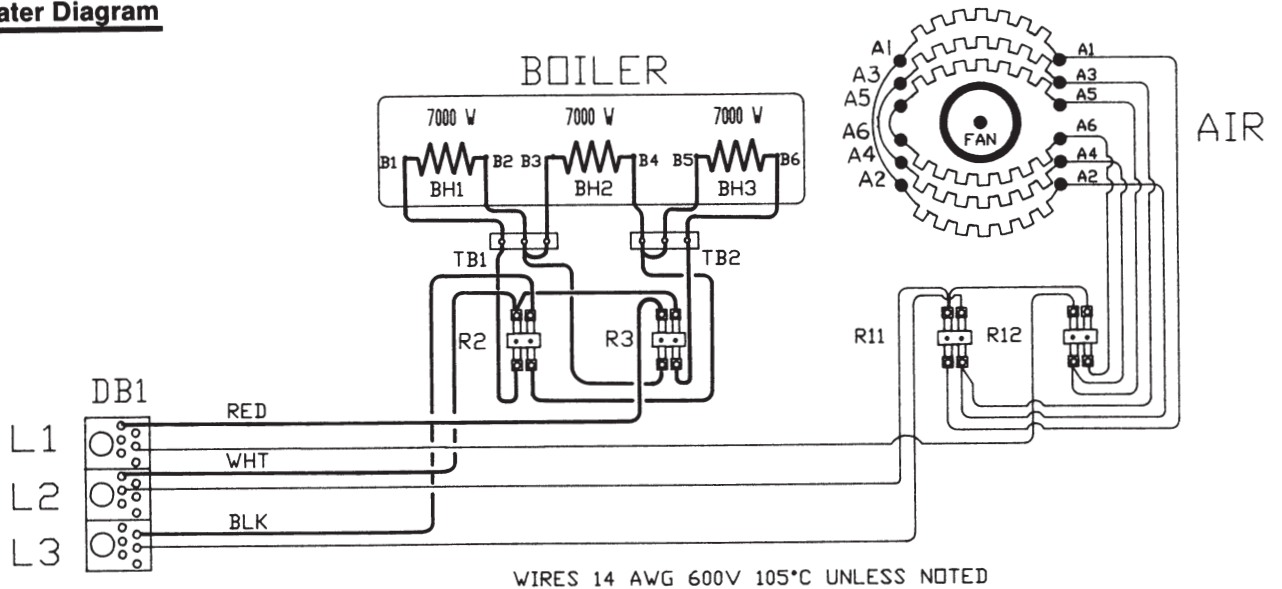 ater Diagram
BOILER
7000 W 7000 W 7000 W
B1 B2 B3 B4 B5 B6
BH1 BH2 BH3
TB1 TB2
R2 R3
A1 A1
A3 A3
A5 A5
A6 A6
A4 A4
A2 A2
FAN
AIR
R11 R12
DB1
L1 RED
L2 WHT
L3 BLK
WIRES 14 AWG 600V 105°C UNLESS NOTED